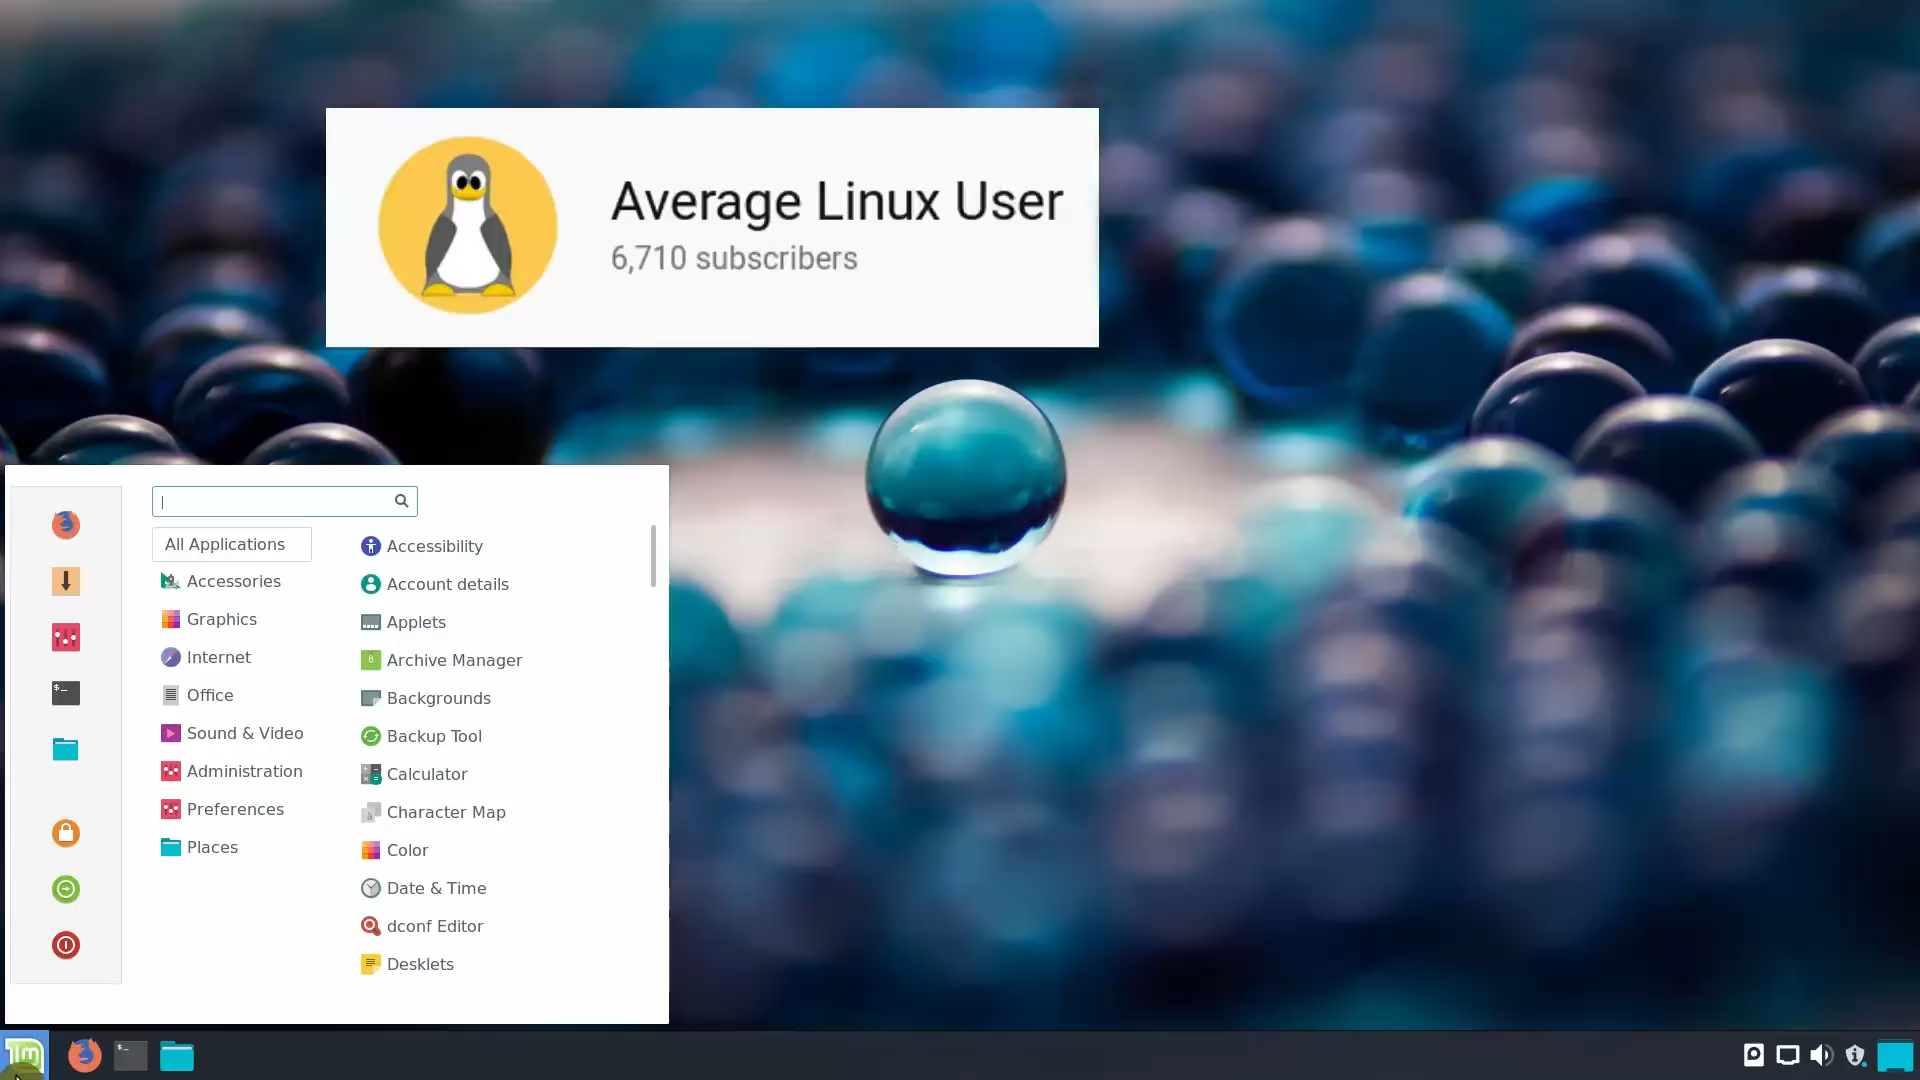 Average Linux User
6,710 subscribers
All Applications
Accessories
Graphics
Internet
Office
Sound & Video
Administration
Preferences
Places
Accessibility
Account details
Applets
Archive Manager
Backgrounds
Backup Tool
Calculator
Character Map
Color
Date & Time
dconf Editor
Desklets